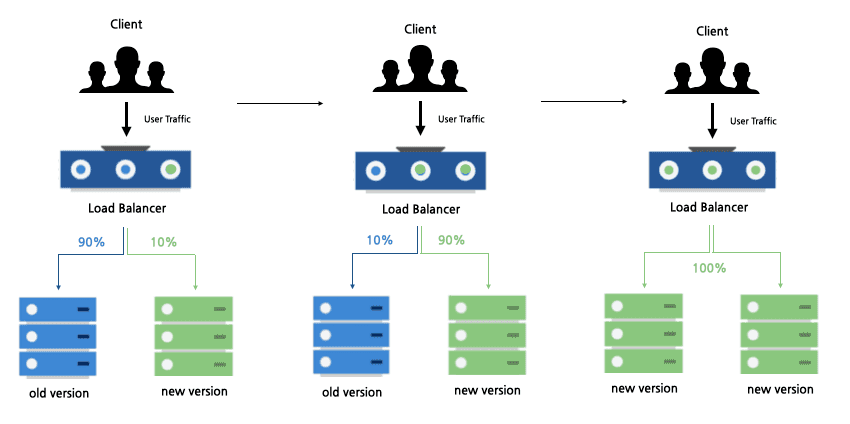 Client
User Traffic
Load Balancer
90%
10%
old version
new version
Client
User Traffic
Load Balancer
10%
90%
old version
new version
Client
User Traffic
Load Balancer
100%
new version
new version